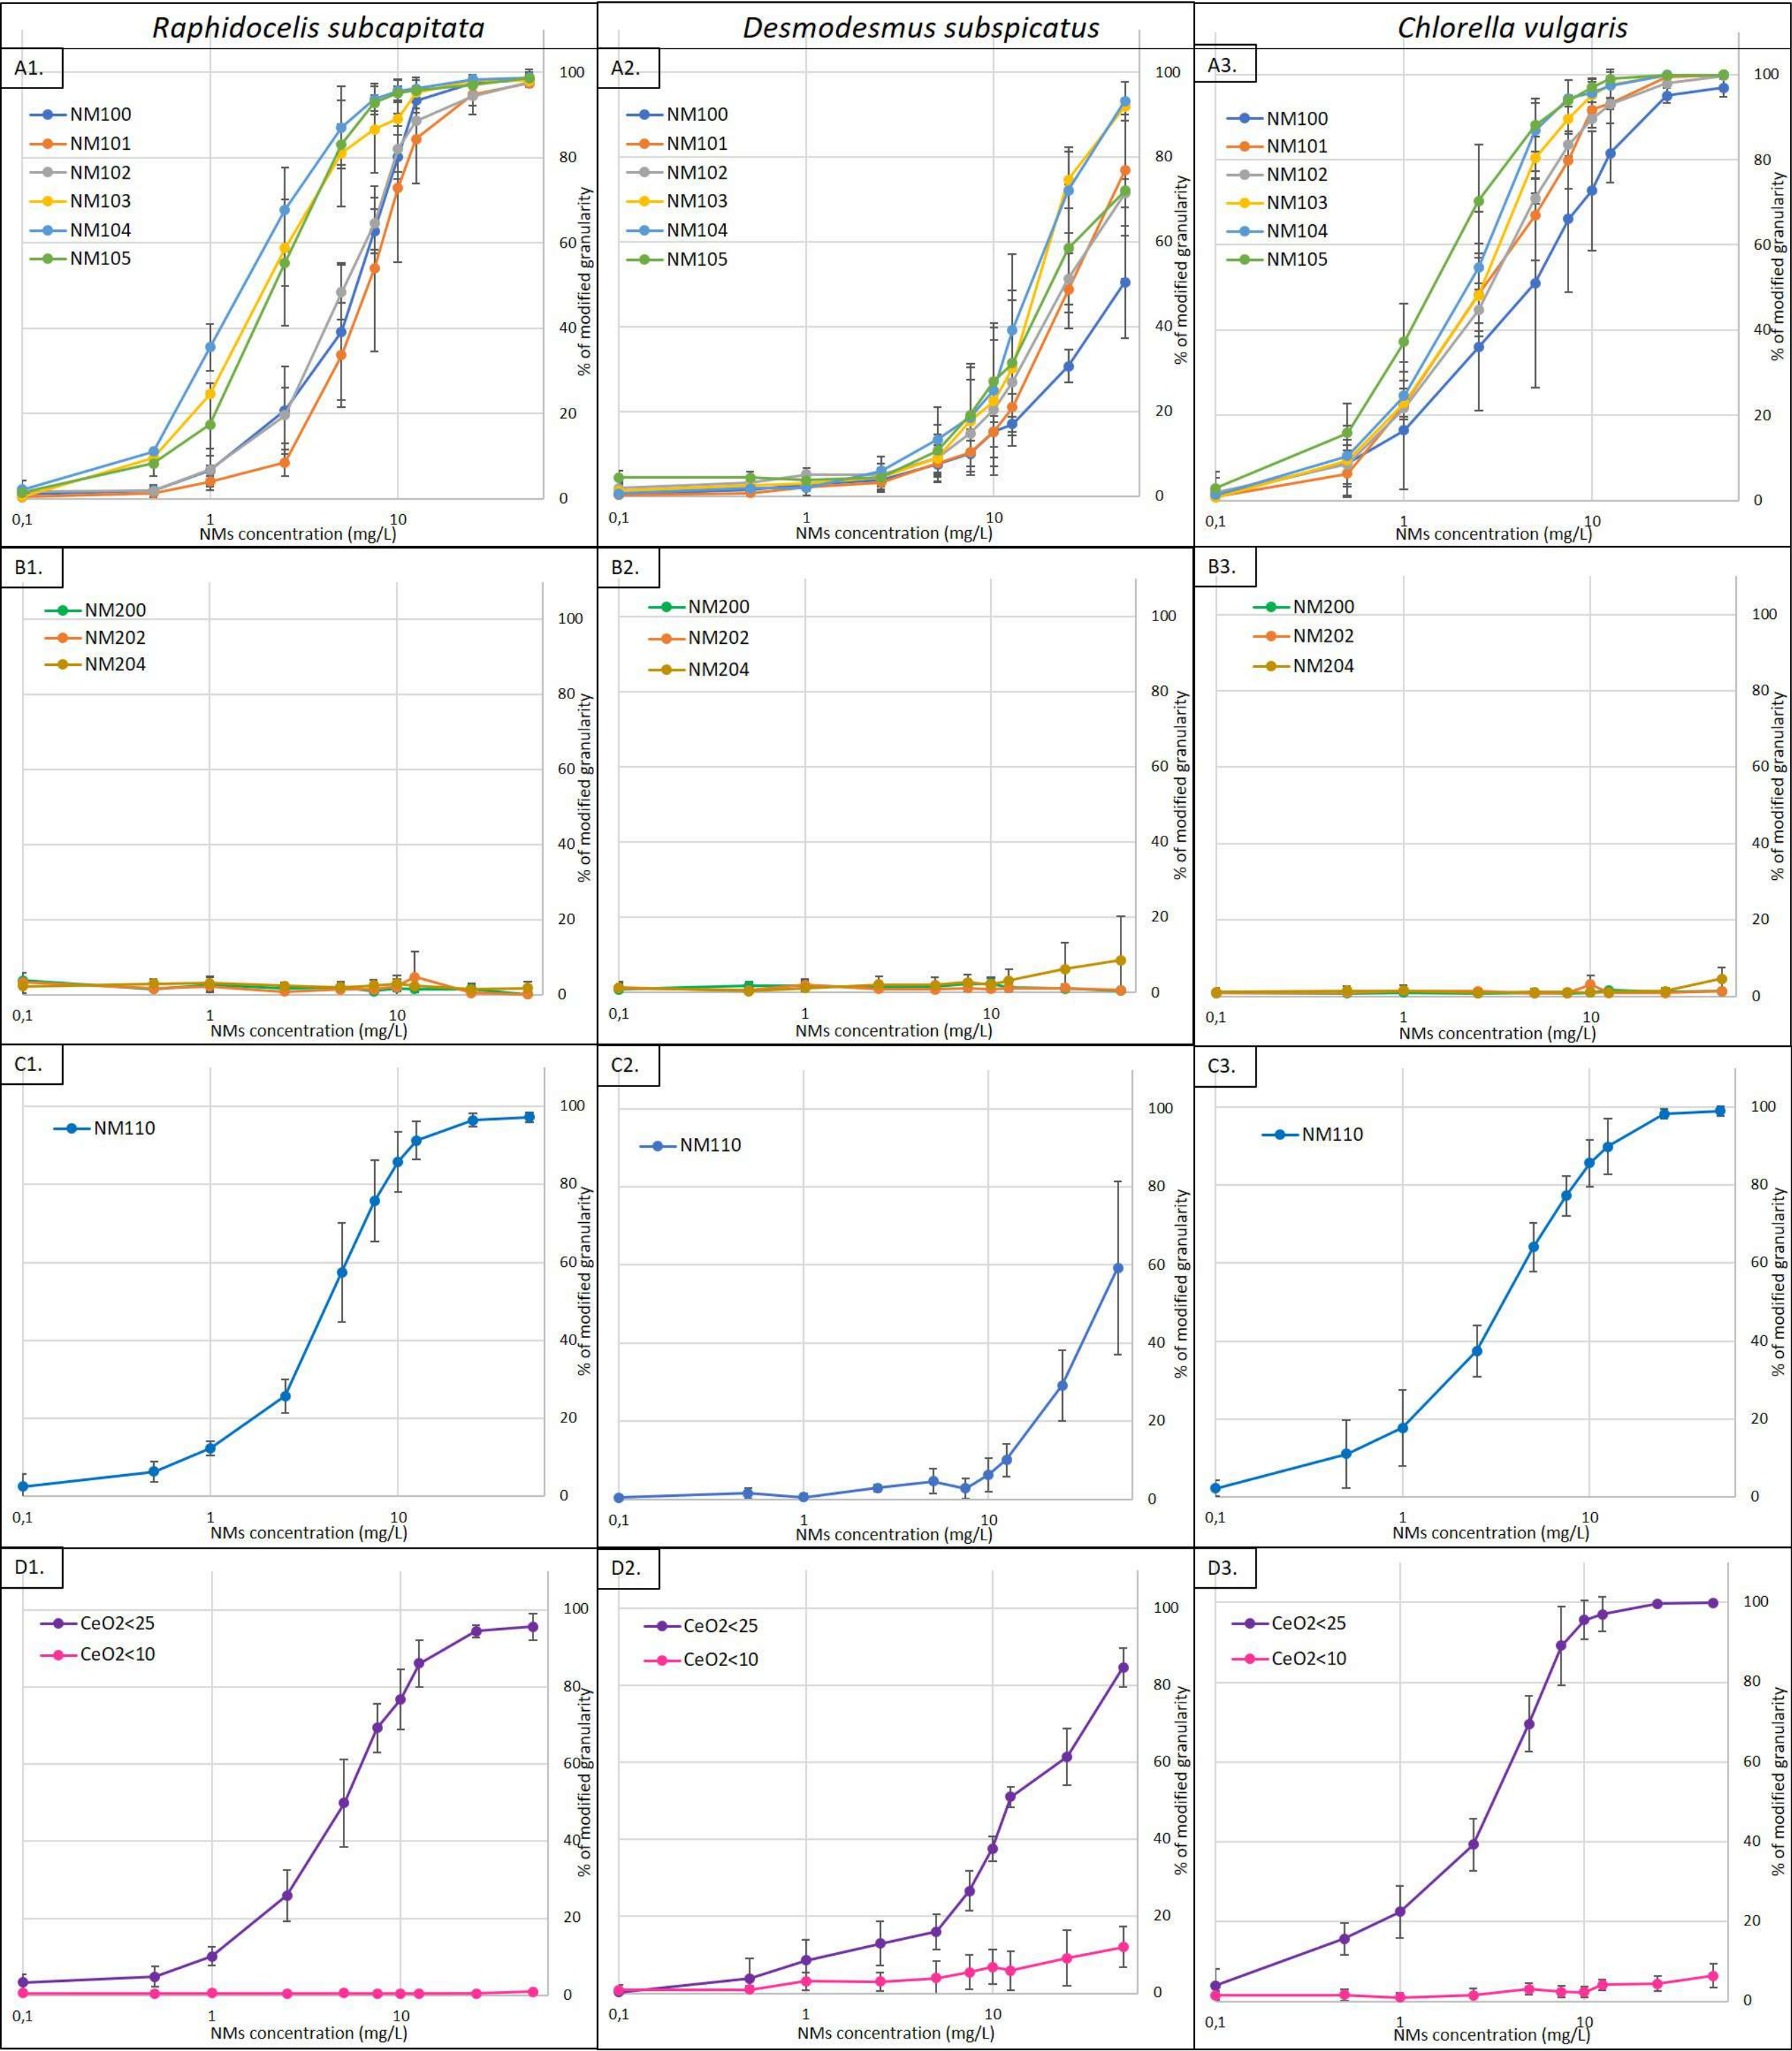 Raphidocelis subcapitata
Desmodesmus subspicatus
Chlorella vulgaris
A1.
NM100
NM101
NM102
NM103
NM104
NM105
100
80
60
40
20
0
% of modified granularity
0,1
1
10
NMs concentration (mg/L)
A2.
NM100
NM101
NM102
NM103
NM104
NM105
100
80
60
40
20
0
% of modified granularity
0,1
1
10
NMs concentration (mg/L)
A3.
NM100
NM101
NM102
NM103
NM104
NM105
100
80
60
40
20
0
% of modified granularity
0,1
1
10
NMs concentration (mg/L)
B1.
NM200
NM202
NM204
100
80
60
40
20
0
% of modified granularity
0,1
1
10
NMs concentration (mg/L)
B2.
NM200
NM202
NM204
100
80
60
40
20
0
% of modified granularity
0,1
1
10
NMs concentration (mg/L)
B3.
NM200
NM202
NM204
100
80
60
40
20
0
% of modified granularity
0,1
1
10
NMs concentration (mg/L)
C1.
NM110
100
80
60
40
20
0
% of modified granularity
0,1
1
10
NMs concentration (mg/L)
C2.
NM110
100
80
60
40
20
0
% of modified granularity
0,1
1
10
NMs concentration (mg/L)
C3.
NM110
100
80
60
40
20
0
% of modified granularity
0,1
1
10
NMs concentration (mg/L)
D1.
CeO2<25
CeO2<10
100
80
60
40
20
0
% of modified granularity
0,1
1
10
NMs concentration (mg/L)
D2.
CeO2<25
CeO2<10
100
80
60
40
20
0
% of modified granularity
0,1
1
10
NMs concentration (mg/L)
D3.
CeO2<25
CeO2<10
100
80
60
40
20
0
% of modified granularity
0,1
1
10
NMs concentration (mg/L)